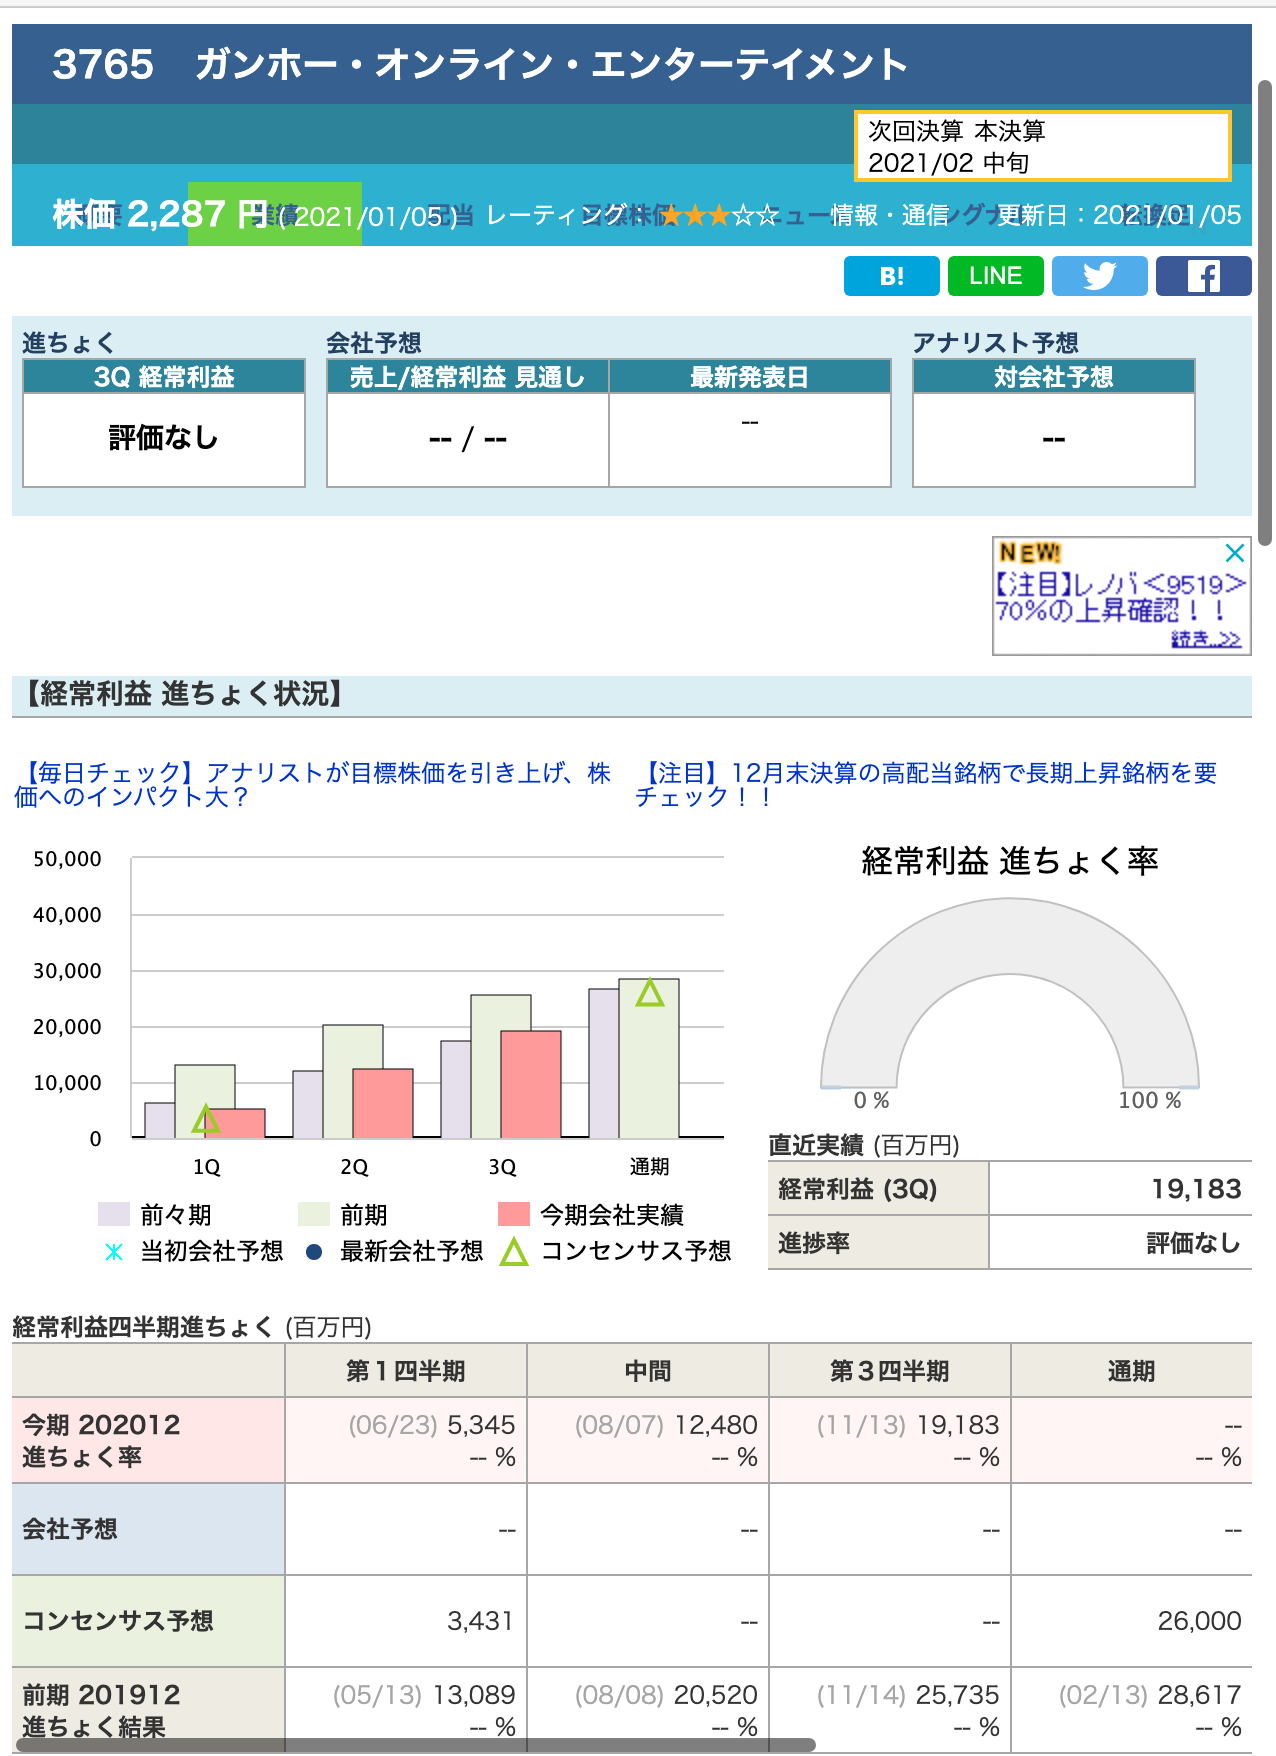 3765 ガンホー・オンライン・エンターテイメント
次回決算 本決算
2021/02 中旬
株価 2,287 円 ( 2021/01/05 ) レーティング： ★★★☆☆ 情報・通信 更新日：2021/01/05
業績 配当 目標株価
B! LINE
進ちょく 会社予想 アナリスト予想
3Q 経常利益 売上/経常利益 見通し 最新発表日 対会社予想
評価なし -- / -- -- --
NEW!
【注目】レノバ＜9519＞
70%の上昇確認！！
続き...>>
【経常利益 進ちょく状況】
【毎日チェック】アナリストが目標株価を引き上げ、株
価へのインパクト大？
【注目】12月末決算の高配当銘柄で長期上昇銘柄を要
チェック！！
50,000
40,000
30,000
20,000
10,000
0
1Q 2Q 3Q 通期
前々期 前期 今期会社実績
当初会社予想 最新会社予想 コンセンサス予想
経常利益 進ちょく率
0 % 100 %
直近実績 (百万円)
経常利益 (3Q) 19,183
進捗率 評価なし
経常利益四半期進ちょく (百万円)
第１四半期 中間 第３四半期 通期
今期 202012 (06/23) 5,345 (08/07) 12,480 (11/13) 19,183 --
進ちょく率 -- % -- % -- % -- %
会社予想 -- -- -- --
コンセンサス予想 3,431 -- -- 26,000
前期 201912 (05/13) 13,089 (08/08) 20,520 (11/14) 25,735 (02/13) 28,617
進ちょく結果 -- % -- % -- % -- %